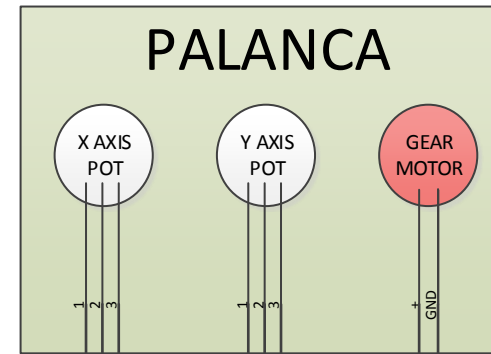 PALANCA
X AXIS
POT
Y AXIS
POT
GEAR
MOTOR
1
2
3
1
2
3
+
GND